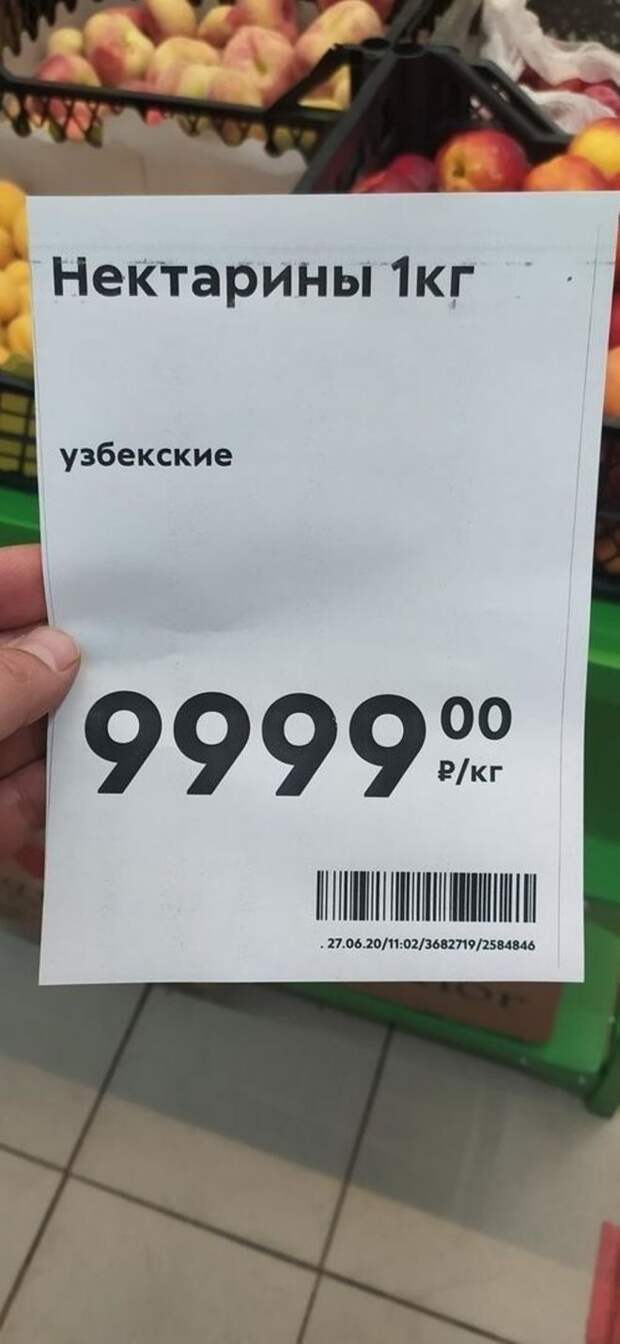 Нектарины 1кг
узбекские
9999 00
₽/кг
. 27.06.20/11:02/3682719/2584846